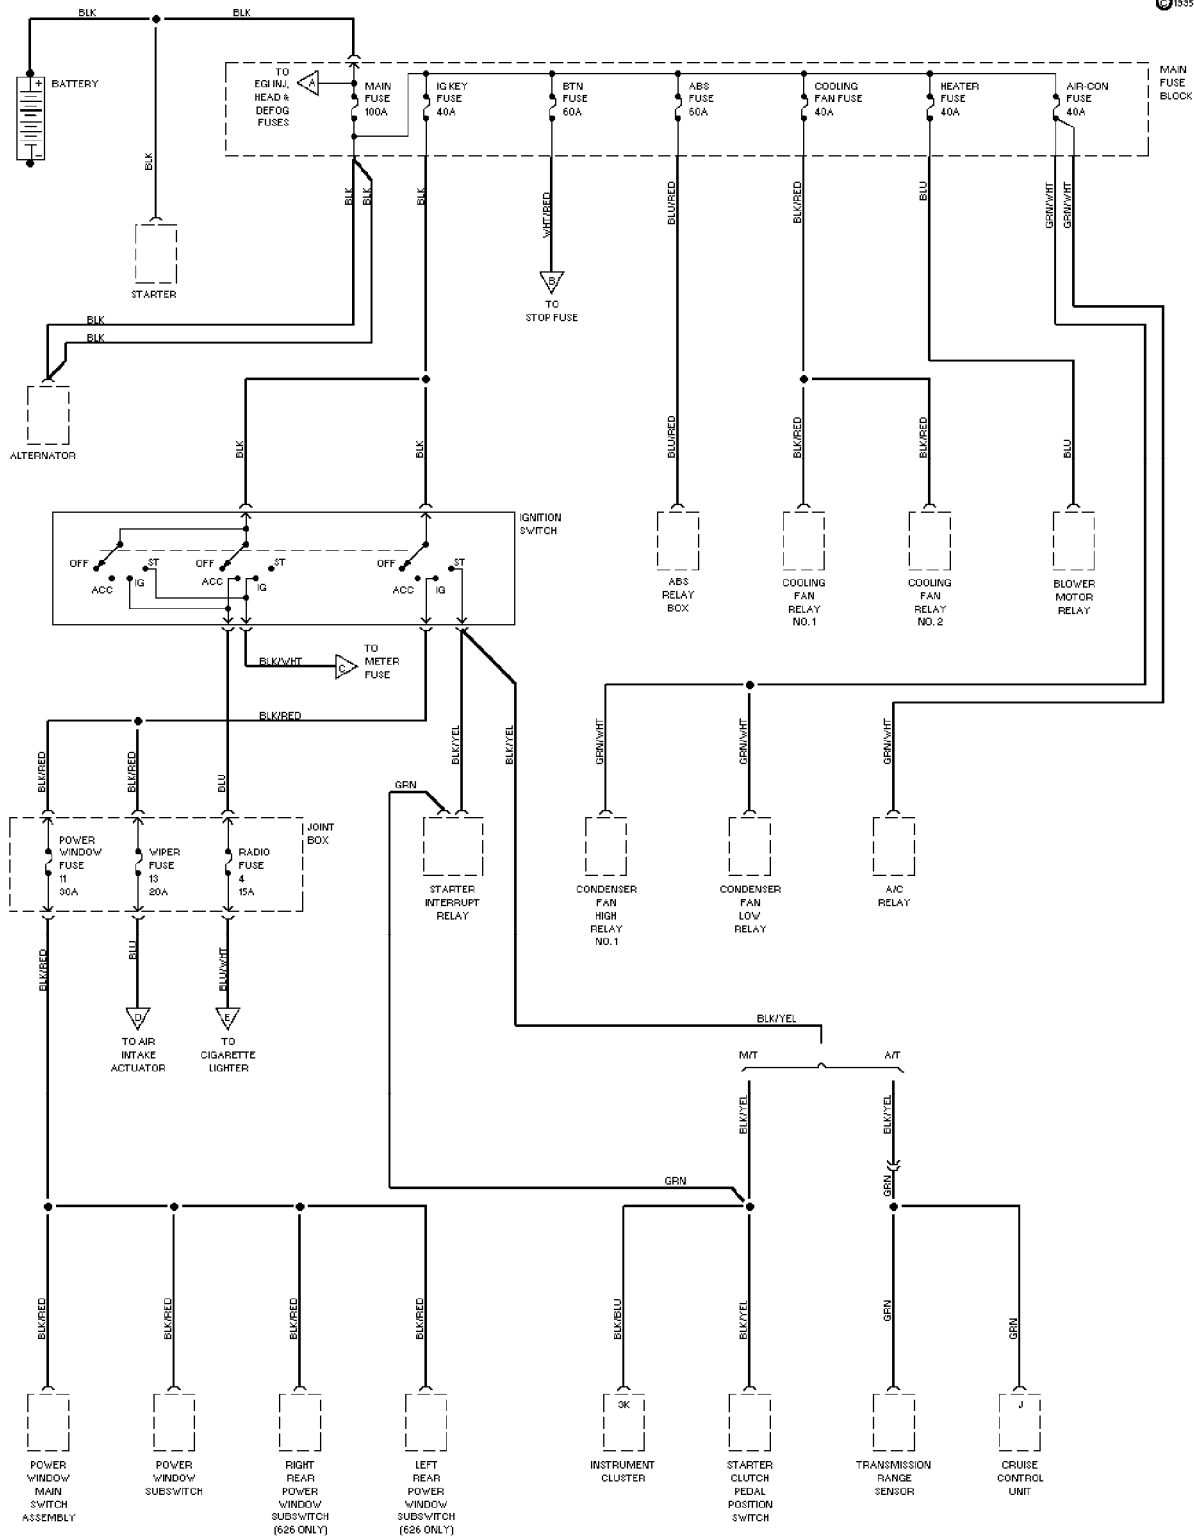 © 1995
BLK
BLK
BATTERY
+
-
BLK
STARTER
TO
EGI INJ,
HEAD &
DEFOG
FUSES
A
MAIN
FUSE
100A
IG KEY
FUSE
40A
BTN
FUSE
60A
ABS
FUSE
60A
COOLING
FAN FUSE
40A
HEATER
FUSE
40A
AIR-CON
FUSE
40A
MAIN
FUSE
BLOCK
BLK
BLK
BLK
WHT/RED
BLU/RED
BLK/RED
BLU
GRN/WHT
GRN/WHT
B
TO
STOP FUSE
BLK
BLK
ALTERNATOR
BLK
BLK
BLU/RED
BLK/RED
BLK/RED
BLU
IGNITION
SWITCH
OFF
ACC
IG
ST
OFF
ACC
IG
ST
OFF
ACC
IG
ST
ABS
RELAY
BOX
COOLING
FAN
RELAY
NO.1
COOLING
FAN
RELAY
NO.2
BLOWER
MOTOR
RELAY
BLK/WHT
C
TO
METER
FUSE
BLK/RED
BLK/RED
BLK/RED
BLU
BLK/YEL
BLK/YEL
GRN/WHT
GRN/WHT
GRN/WHT
GRN
JOINT
BOX
POWER
WINDOW
FUSE
11
30A
WIPER
FUSE
13
20A
RADIO
FUSE
4
15A
STARTER
INTERRUPT
RELAY
CONDENSER
FAN
HIGH
RELAY
NO.1
CONDENSER
FAN
LOW
RELAY
A/C
RELAY
BLK/RED
BLU
BLU/WHT
D
TO AIR
INTAKE
ACTUATOR
E
TO
CIGARETTE
LIGHTER
BLK/YEL
M/T
A/T
BLK/YEL
BLK/YEL
GRN
GRN
BLK/RED
BLK/RED
BLK/RED
BLK/RED
BLK/BLU
BLK/YEL
GRN
GRN
3K
J
POWER
WINDOW
MAIN
SWITCH
ASSEMBLY
POWER
WINDOW
SUBSWITCH
RIGHT
REAR
POWER
WINDOW
SUBSWITCH
(626 ONLY)
LEFT
REAR
POWER
WINDOW
SUBSWITCH
(626 ONLY)
INSTRUMENT
CLUSTER
STARTER
CLUTCH
PEDAL
POSITION
SWITCH
TRANSMISSION
RANGE
SENSOR
CRUISE
CONTROL
UNIT